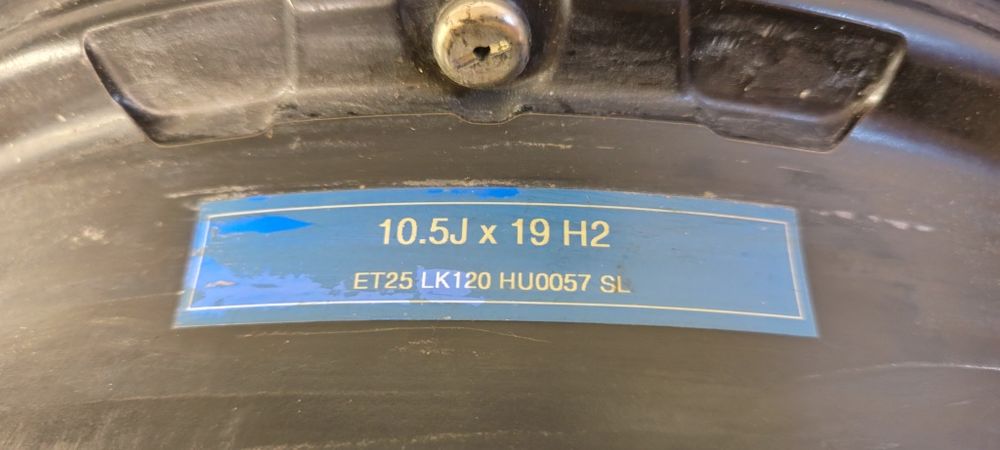 10.5J x 19 H2
ET25 LK120 HU0057 SL